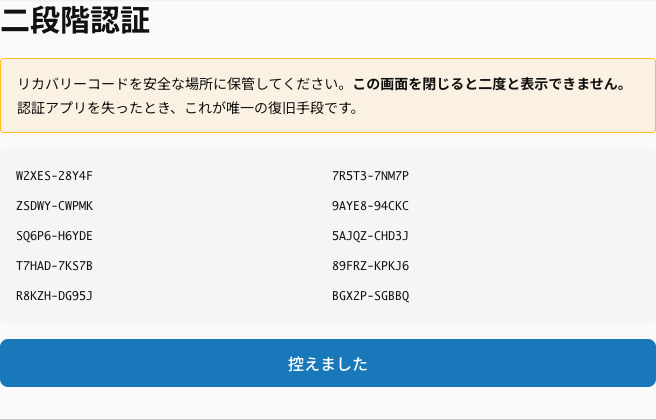 二段階認証
リカバリーコードを安全な場所に保管してください。この画面を閉じると二度と表示できません。
認証アプリを失ったとき、これが唯一の復旧手段です。
W2XES-28Y4F 7R5T3-7NM7P
ZSDWY-CWPMK 9AYE8-94CKC
SQ6P6-H6YDE 5AJQZ-CHD3J
T7HAD-7KS7B 89FRZ-KPKJ6
R8KZH-DG95J BGX2P-SGBBQ
控えました